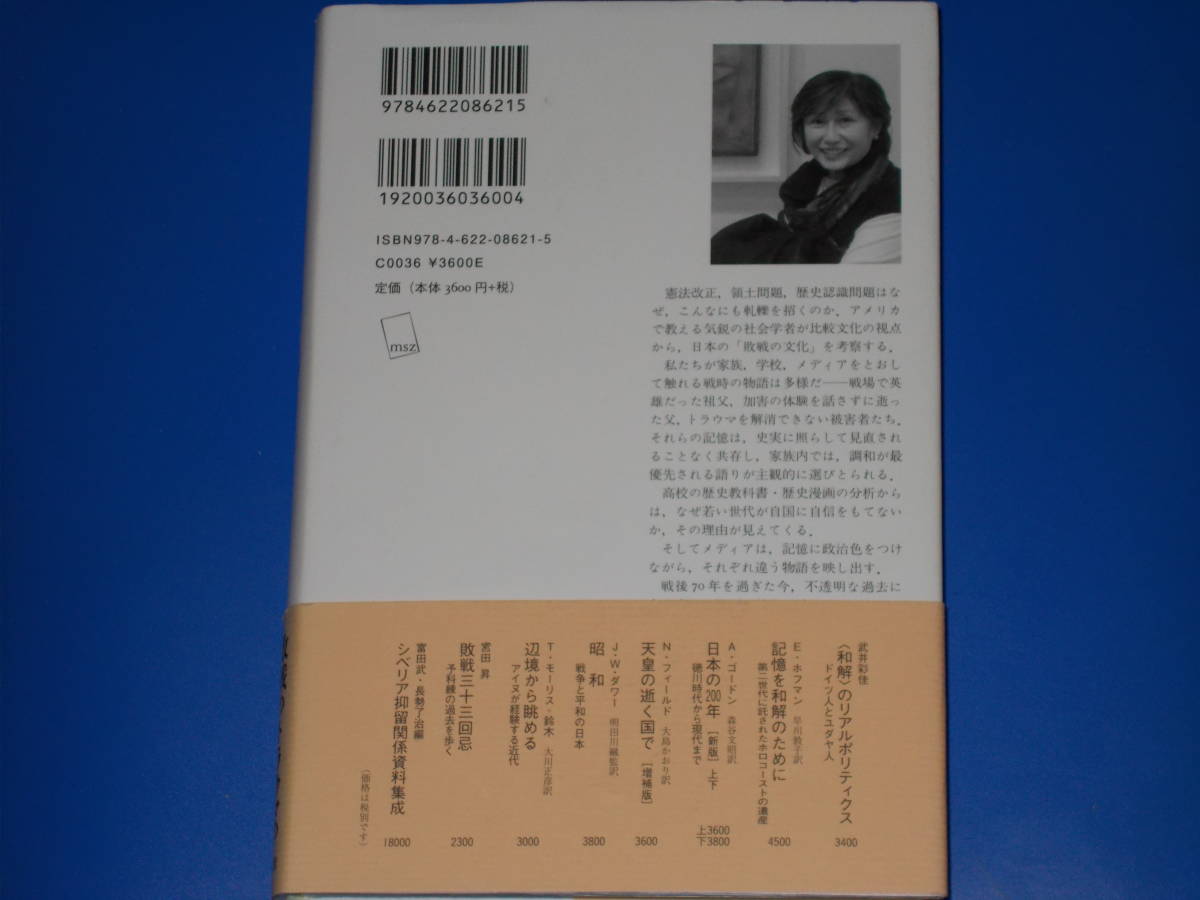 9784622086215
1920036036004
ISBN978-4-622-08621-5
C0036 ¥3600E
定価（本体 3600 円+税）
msz
憲法改正，領土問題，歴史認識問題はな
ぜ，こんなにも軋轢を招くのか．アメリカ
で教える気鋭の社会学者が比較文化の視点
から，日本の「敗戦の文化」を考察する．
私たちが家族，学校，メディアをとおし
て触れる戦時の物語は多様だ──戦場で英
雄だった祖父，加害の体験を話さずに逝っ
た父，トラウマを解消できない被害者たち．
それらの記憶は，史実に照らして見直され
ることなく共存し，家族内では，調和が最
優先される語りが主観的に選びとられる．
高校の歴史教科書・歴史漫画の分析から
は，なぜ若い世代が自国に自信をもてない
か，その理由が見えてくる．
そしてメディアは，記憶に政治色をつけ
ながら，それぞれ違う物語を映し出す．
戦後 70 年を過ぎた今，不透明な過去に
武井彩佳
〈和解〉のリアルポリティクス
ドイツ人とユダヤ人
3400
E・ホフマン 早川敦子訳
記憶を和解のために
第二世代に託されたホロコーストの遺産
4500
A・ゴードン 森谷文昭訳
日本の200年［新版］上下
徳川時代から現代まで
上3600
下3800
N・フィールド 大島かおり訳
天皇の逝く国で［増補版］
3600
J・W・ダワー 明田川融監訳
昭和
戦争と平和の日本
3800
T・モーリス‐鈴木 大川正彦訳
辺境から眺める
アイヌが経験する近代
3000
宮田昇
敗戦三十三回忌
予科練の過去を歩く
2300
富田武・長勢了治編
シベリア抑留関係資料集成
18000
（価格は税別です）